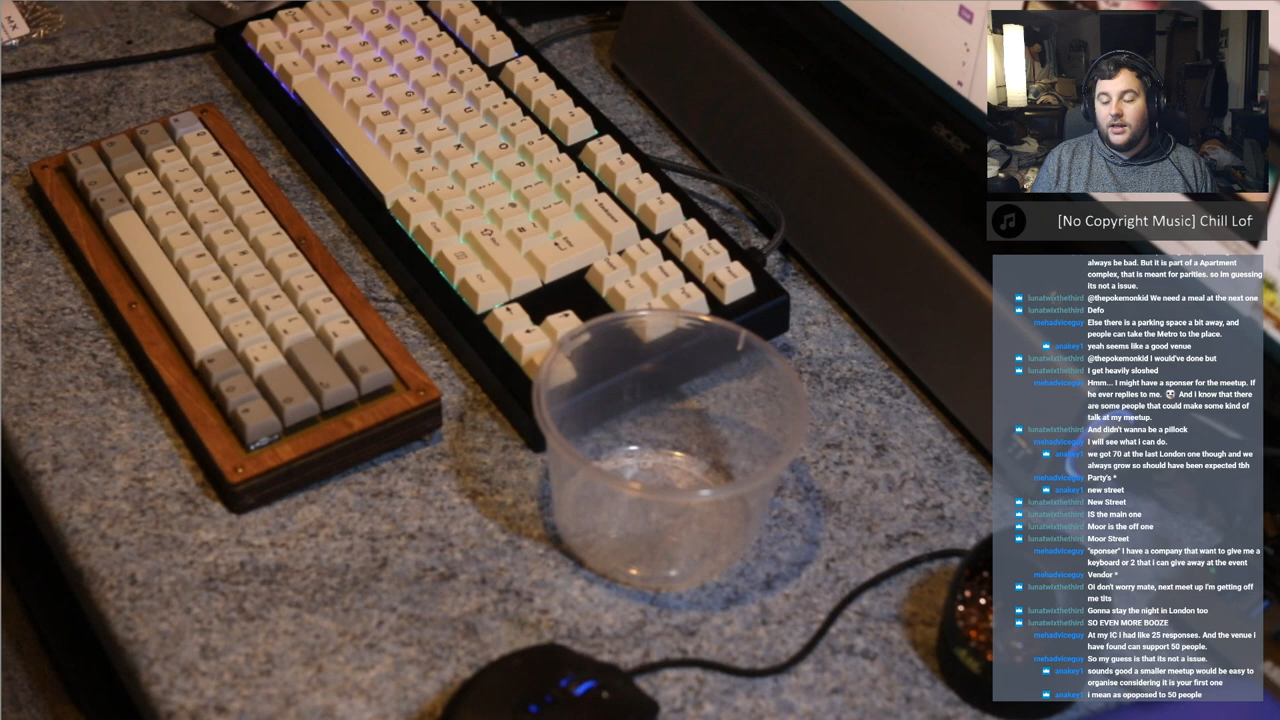 MX
acer
[No Copyright Music] Chill Lof
always be bad. But it is part of a Apartment
complex, that is meant for parities. so Im guessing
its not a issue.
lunatwixthethird @thepokemonkid We need a meal at the next one
lunatwixthethird Defo
mehadviceguy Else there is a parking space a bit away, and
people can take the Metro to the place.
anakey1 yeah seems like a good venue
lunatwixthethird @thepokemonkid I would've done but
lunatwixthethird I get heavily sloshed
mehadviceguy Hmm... I might have a sponser for the meetup. If
he ever replies to me. And I know that there
are some people that could make some kind of
talk at my meetup.
lunatwixthethird And didn't wanna be a pillock
mehadviceguy I will see what I can do.
anakey1 we got 70 at the last London one though and we
always grow so should have been expected tbh
mehadviceguy Party's *
anakey1 new street
lunatwixthethird New Street
lunatwixthethird IS the main one
lunatwixthethird Moor is the off one
lunatwixthethird Moor Street
mehadviceguy "sponser" I have a company that want to give me a
keyboard or 2 that i can give away at the event
mehadviceguy Vendor *
lunatwixthethird Oi don't worry mate, next meet up I'm getting off
me tits
lunatwixthethird Gonna stay the night in London too
lunatwixthethird SO EVEN MORE BOOZE
mehadviceguy At my IC i had like 25 responses. And the venue i
have found can support 50 people.
mehadviceguy So my guess is that its not a issue.
anakey1 sounds good a smaller meetup would be easy to
organise considering it is your first one
anakey1 i mean as opoposed to 50 people